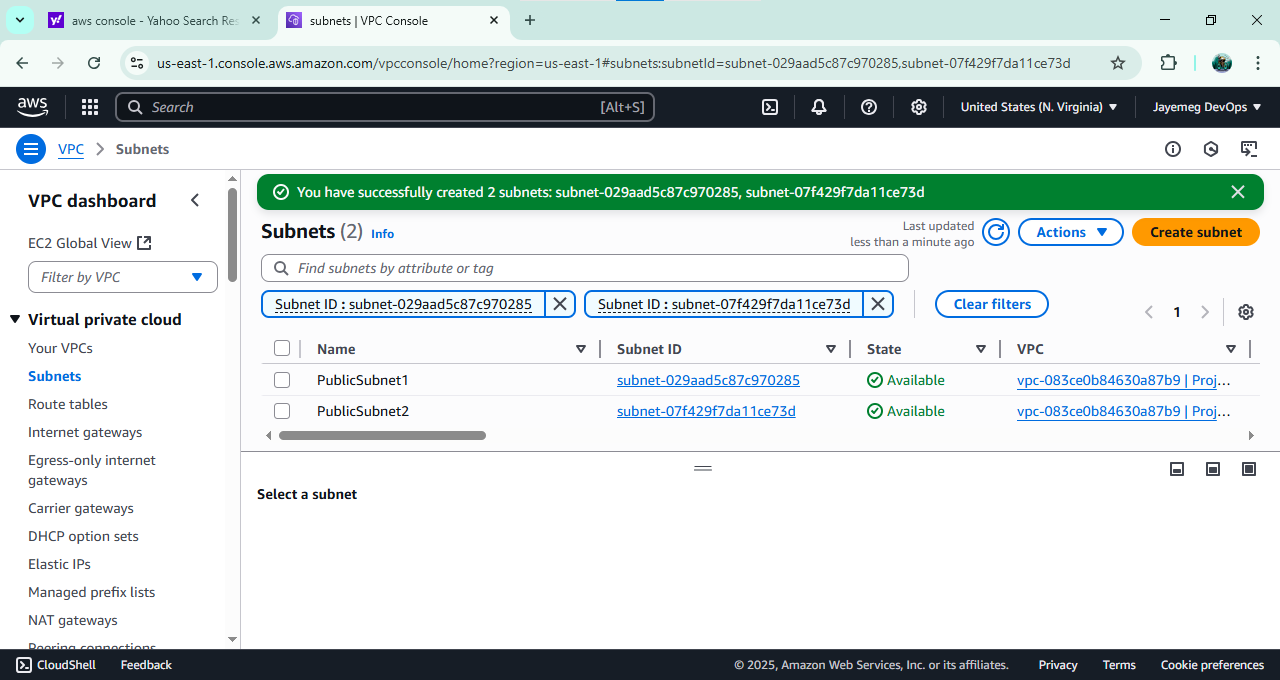 aws console - Yahoo Search Res
subnets | VPC Console
us-east-1.console.aws.amazon.com/vpcconsole/home?region=us-east-1#subnets:subnetId=subnet-029aad5c87c970285,subnet-07f429f7da11ce73d
aws
Search
[Alt+S]
United States (N. Virginia)
Jayemeg DevOps
VPC
Subnets
VPC dashboard
EC2 Global View
Filter by VPC
Virtual private cloud
Your VPCs
Subnets
Route tables
Internet gateways
Egress-only internet
gateways
Carrier gateways
DHCP option sets
Elastic IPs
Managed prefix lists
NAT gateways
Peering connections
You have successfully created 2 subnets: subnet-029aad5c87c970285, subnet-07f429f7da11ce73d
Subnets (2) Info
Last updated
less than a minute ago
Actions
Create subnet
Find subnets by attribute or tag
Subnet ID : subnet-029aad5c87c970285
Subnet ID : subnet-07f429f7da11ce73d
Clear filters
1
Name Subnet ID State VPC
PublicSubnet1 subnet-029aad5c87c970285 Available vpc-083ce0b84630a87b9 | Proj…
PublicSubnet2 subnet-07f429f7da11ce73d Available vpc-083ce0b84630a87b9 | Proj…
Select a subnet
CloudShell
Feedback
© 2025, Amazon Web Services, Inc. or its affiliates.
Privacy
Terms
Cookie preferences